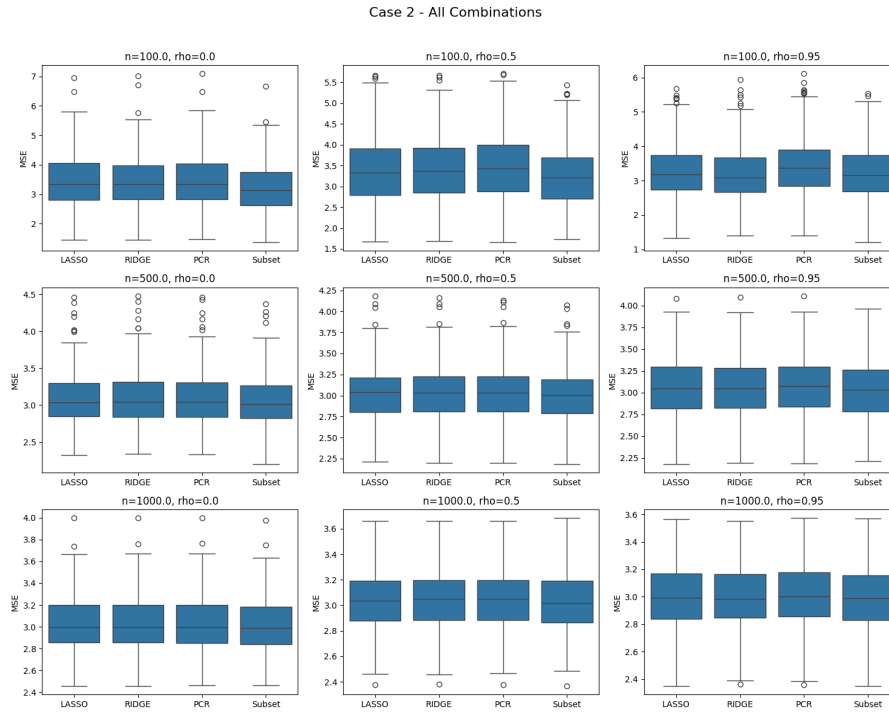 Case 2 - All Combinations
n=100.0, rho=0.0
MSE
7
6
5
4
3
2
LASSO RIDGE PCR Subset
n=100.0, rho=0.5
MSE
5.5
5.0
4.5
4.0
3.5
3.0
2.5
2.0
1.5
LASSO RIDGE PCR Subset
n=100.0, rho=0.95
MSE
6
5
4
3
2
1
LASSO RIDGE PCR Subset
n=500.0, rho=0.0
MSE
4.5
4.0
3.5
3.0
2.5
LASSO RIDGE PCR Subset
n=500.0, rho=0.5
MSE
4.25
4.00
3.75
3.50
3.25
3.00
2.75
2.50
2.25
LASSO RIDGE PCR Subset
n=500.0, rho=0.95
MSE
4.00
3.75
3.50
3.25
3.00
2.75
2.50
2.25
LASSO RIDGE PCR Subset
n=1000.0, rho=0.0
MSE
4.0
3.8
3.6
3.4
3.2
3.0
2.8
2.6
2.4
LASSO RIDGE PCR Subset
n=1000.0, rho=0.5
MSE
3.6
3.4
3.2
3.0
2.8
2.6
2.4
LASSO RIDGE PCR Subset
n=1000.0, rho=0.95
MSE
3.6
3.4
3.2
3.0
2.8
2.6
2.4
LASSO RIDGE PCR Subset